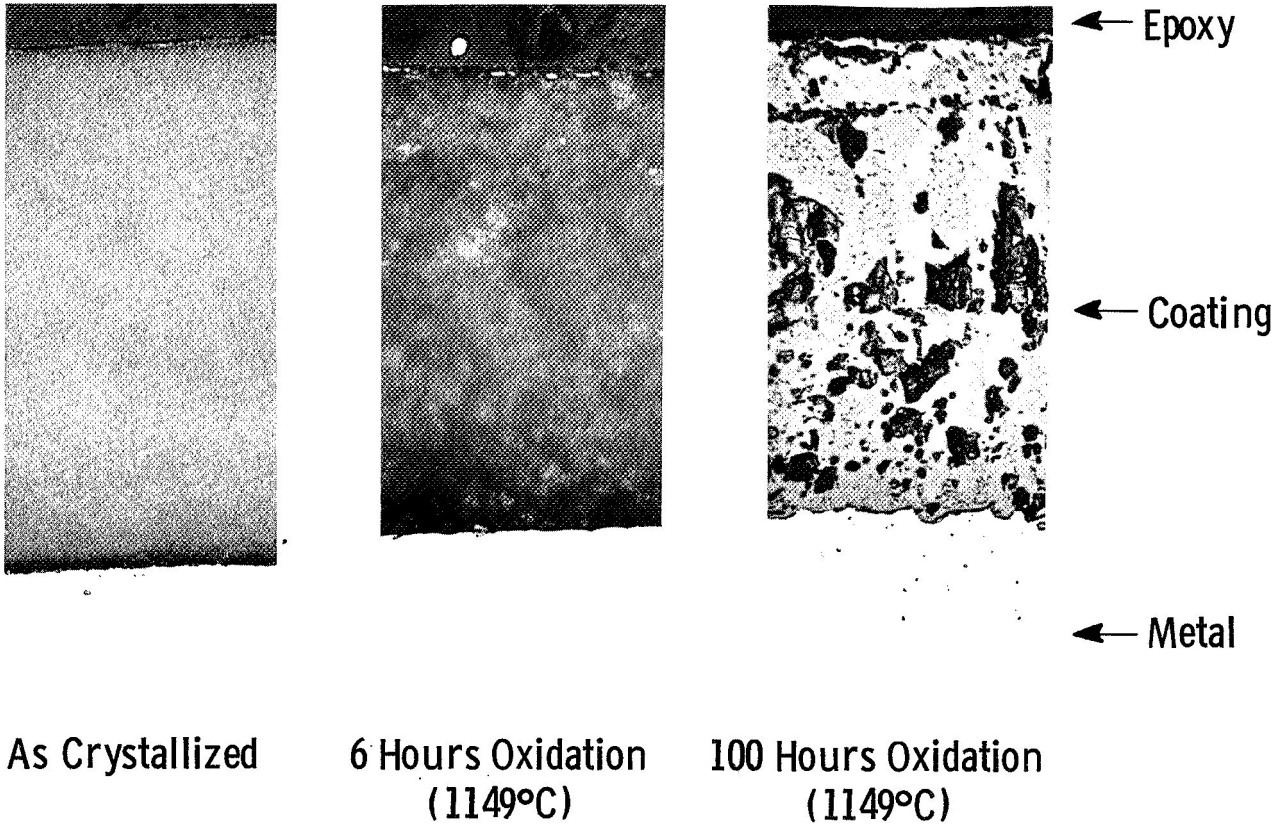 Epoxy
Coating
Metal
As Crystallized
6 Hours Oxidation
(1149°C)
100 Hours Oxidation
(1149°C)